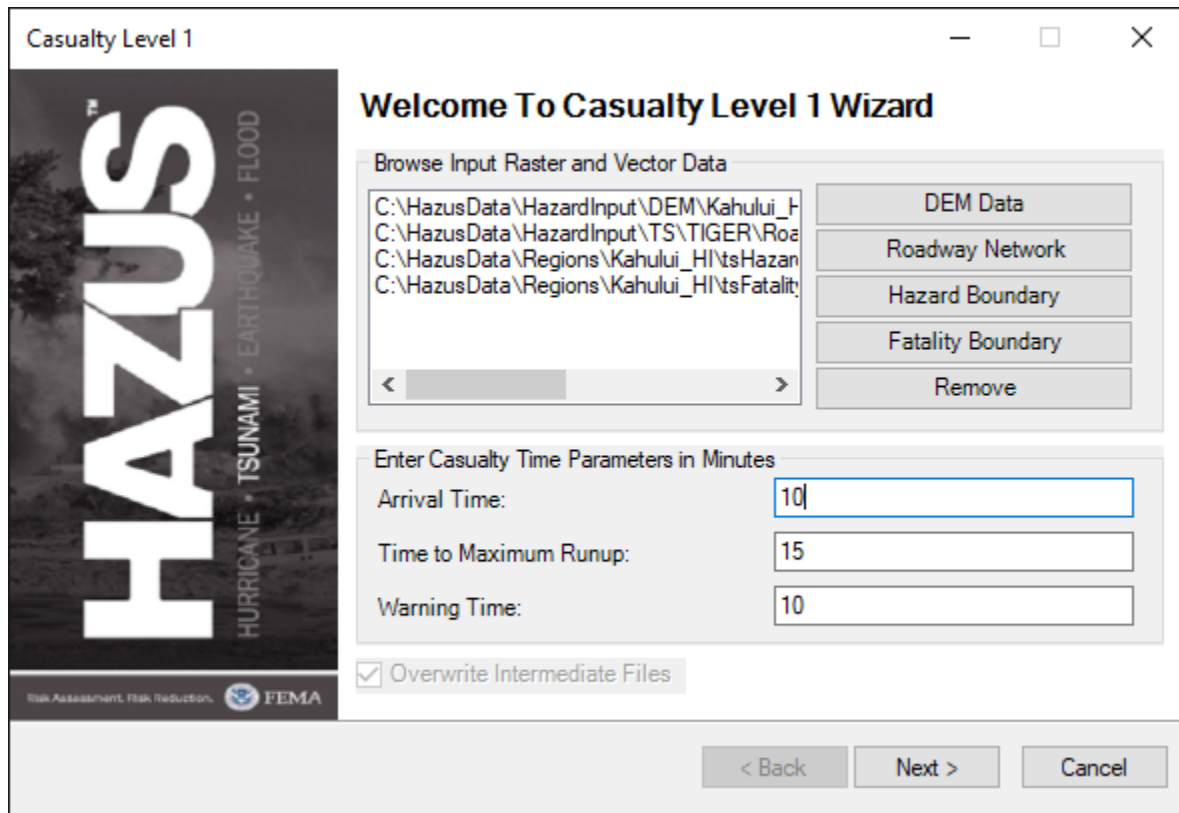 Casualty Level 1
HAZUS™
HURRICANE • TSUNAMI • EARTHQUAKE • FLOOD
Risk Assessment. Risk Reduction. FEMA
Welcome To Casualty Level 1 Wizard
Browse Input Raster and Vector Data
C:\HazusData\HazardInput\DEM\Kahului_H
C:\HazusData\HazardInput\TS\TIGER\Roa
C:\HazusData\Regions\Kahului_HI\tsHazard
C:\HazusData\Regions\Kahului_HI\tsFatality
DEM Data
Roadway Network
Hazard Boundary
Fatality Boundary
Remove
Enter Casualty Time Parameters in Minutes
Arrival Time: 10
Time to Maximum Runup: 15
Warning Time: 10
Overwrite Intermediate Files
< Back Next > Cancel